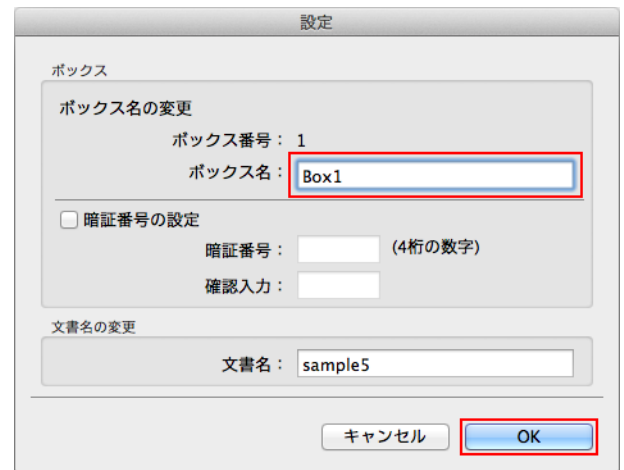 設定
ボックス
ボックス名の変更
ボックス番号： 1
ボックス名： Box1
暗証番号の設定
暗証番号： (4桁の数字)
確認入力：
文書名の変更
文書名： sample5
キャンセル OK